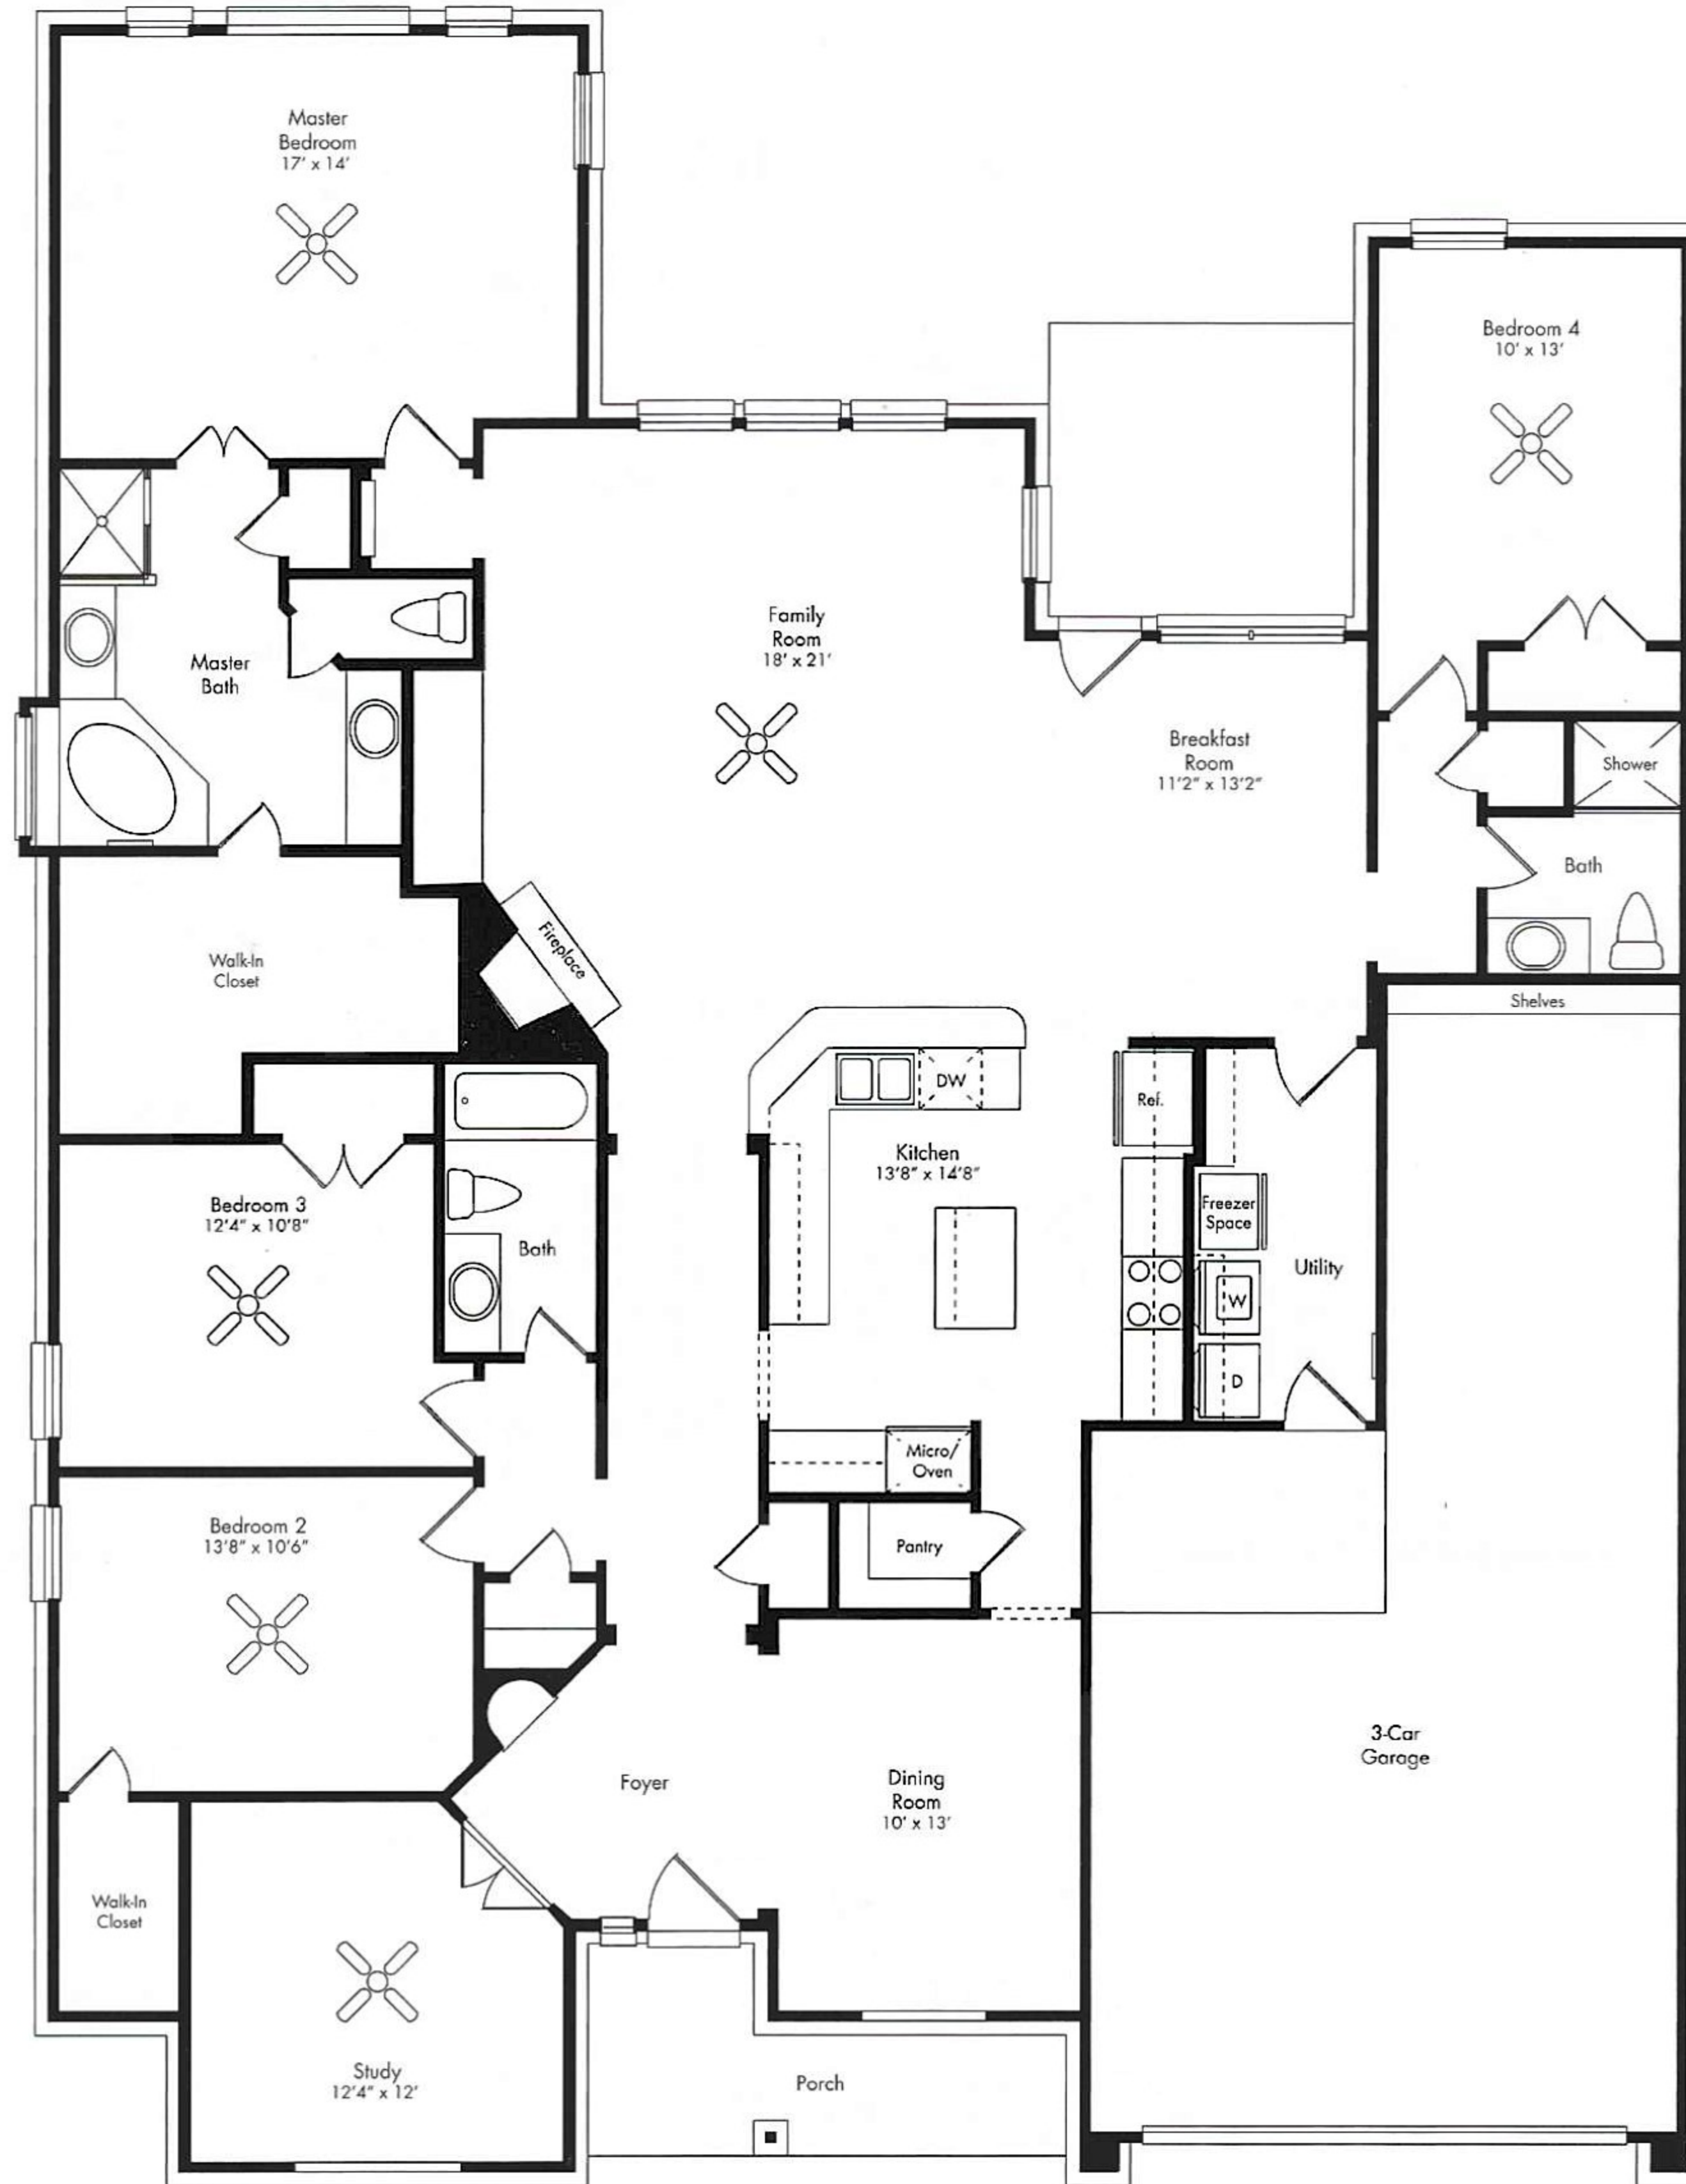 Master
Bedroom
17' x 14'
Bedroom 4
10' x 13'
Family
Room
18' x 21'
Master
Bath
Breakfast
Room
11'2" x 13'2"
Shower
Bath
Fireplace
Walk-In
Closet
Shelves
DW
Ref.
Kitchen
13'8" x 14'8"
Freezer
Space
Bedroom 3
12'4" x 10'8"
Bath
Utility
W
D
Micro/
Oven
Bedroom 2
13'8" x 10'6"
Pantry
3-Car
Garage
Foyer
Dining
Room
10' x 13'
Walk-In
Closet
Study
12'4" x 12'
Porch